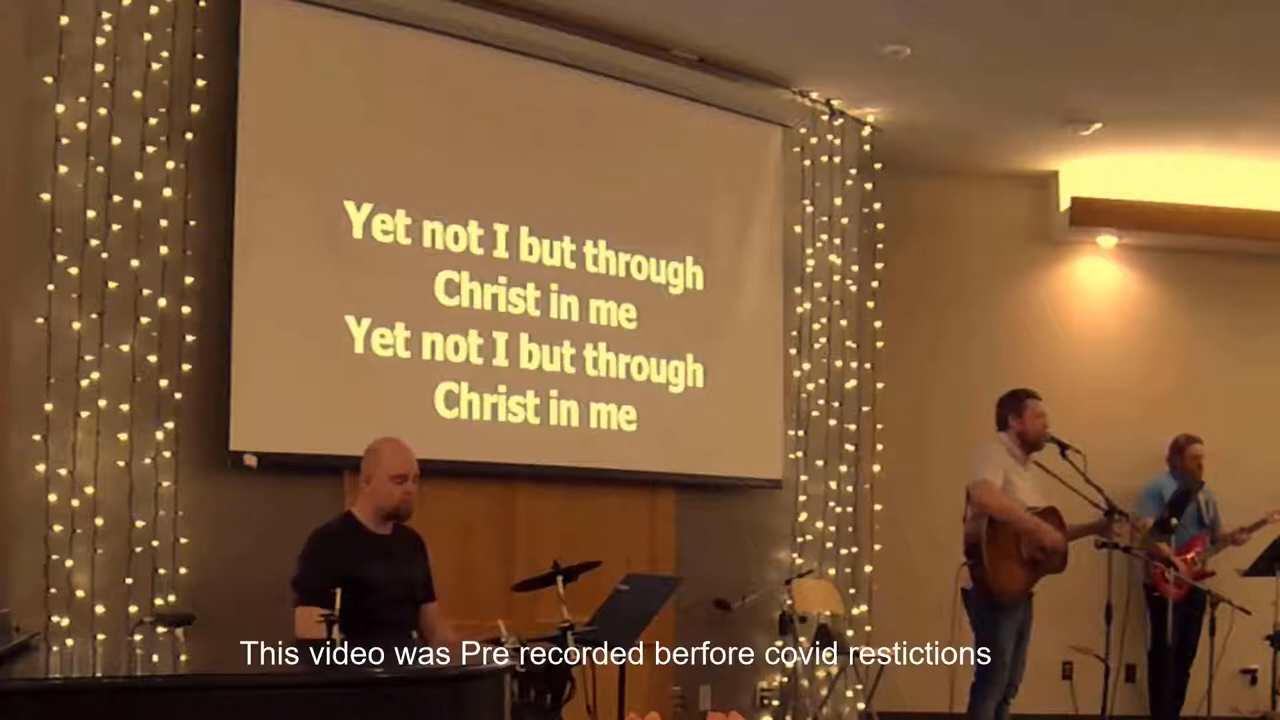 Yet not I but through
Christ in me
Yet not I but through
Christ in me
This video was Pre recorded berfore covid restictions